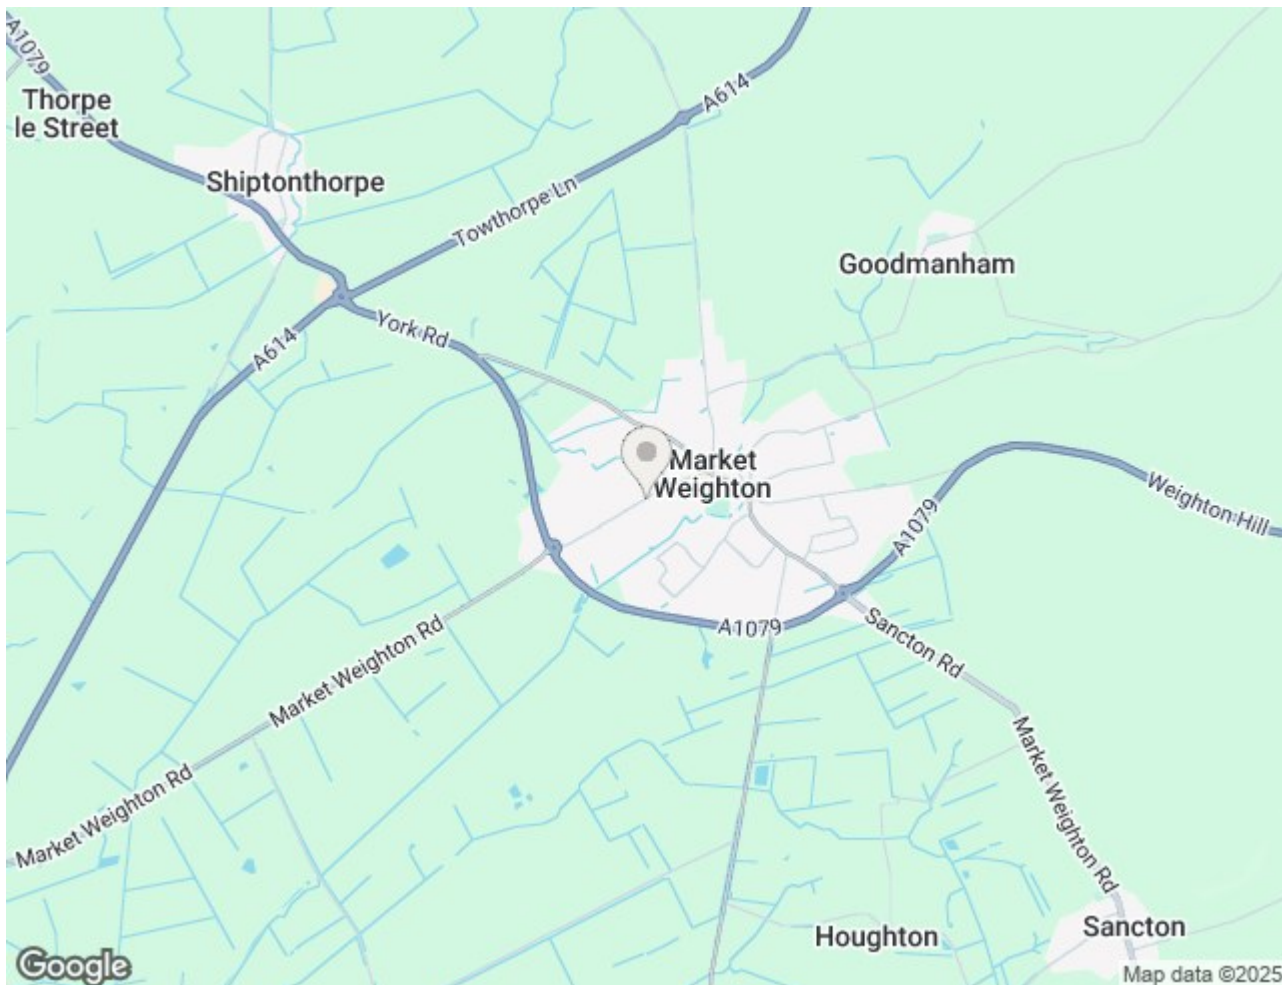 A1079
Thorpe
le Street
Shiptonthorpe
A614
Towthorpe Ln
Goodmanham
A614
York Rd
Market
Weighton
Weighton Hill
A1079
A1079
Sancton Rd
Market Weighton Rd
Market Weighton Rd
Market Weighton Rd
Houghton
Sancton
Google
Map data ©2025